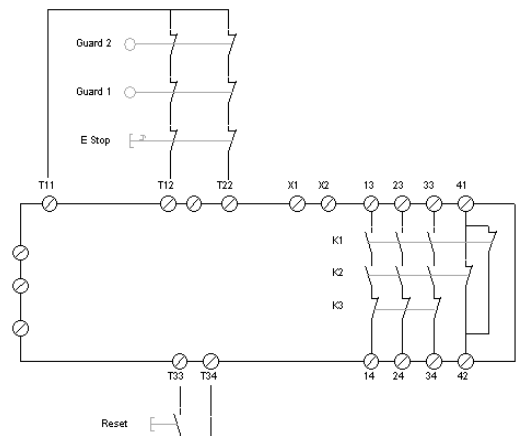 Guard 2
Guard 1
E Stop
T11 T12 T22 X1 X2 13 23 33 41
K1
K2
K3
T33 T34 14 24 34 42
Reset